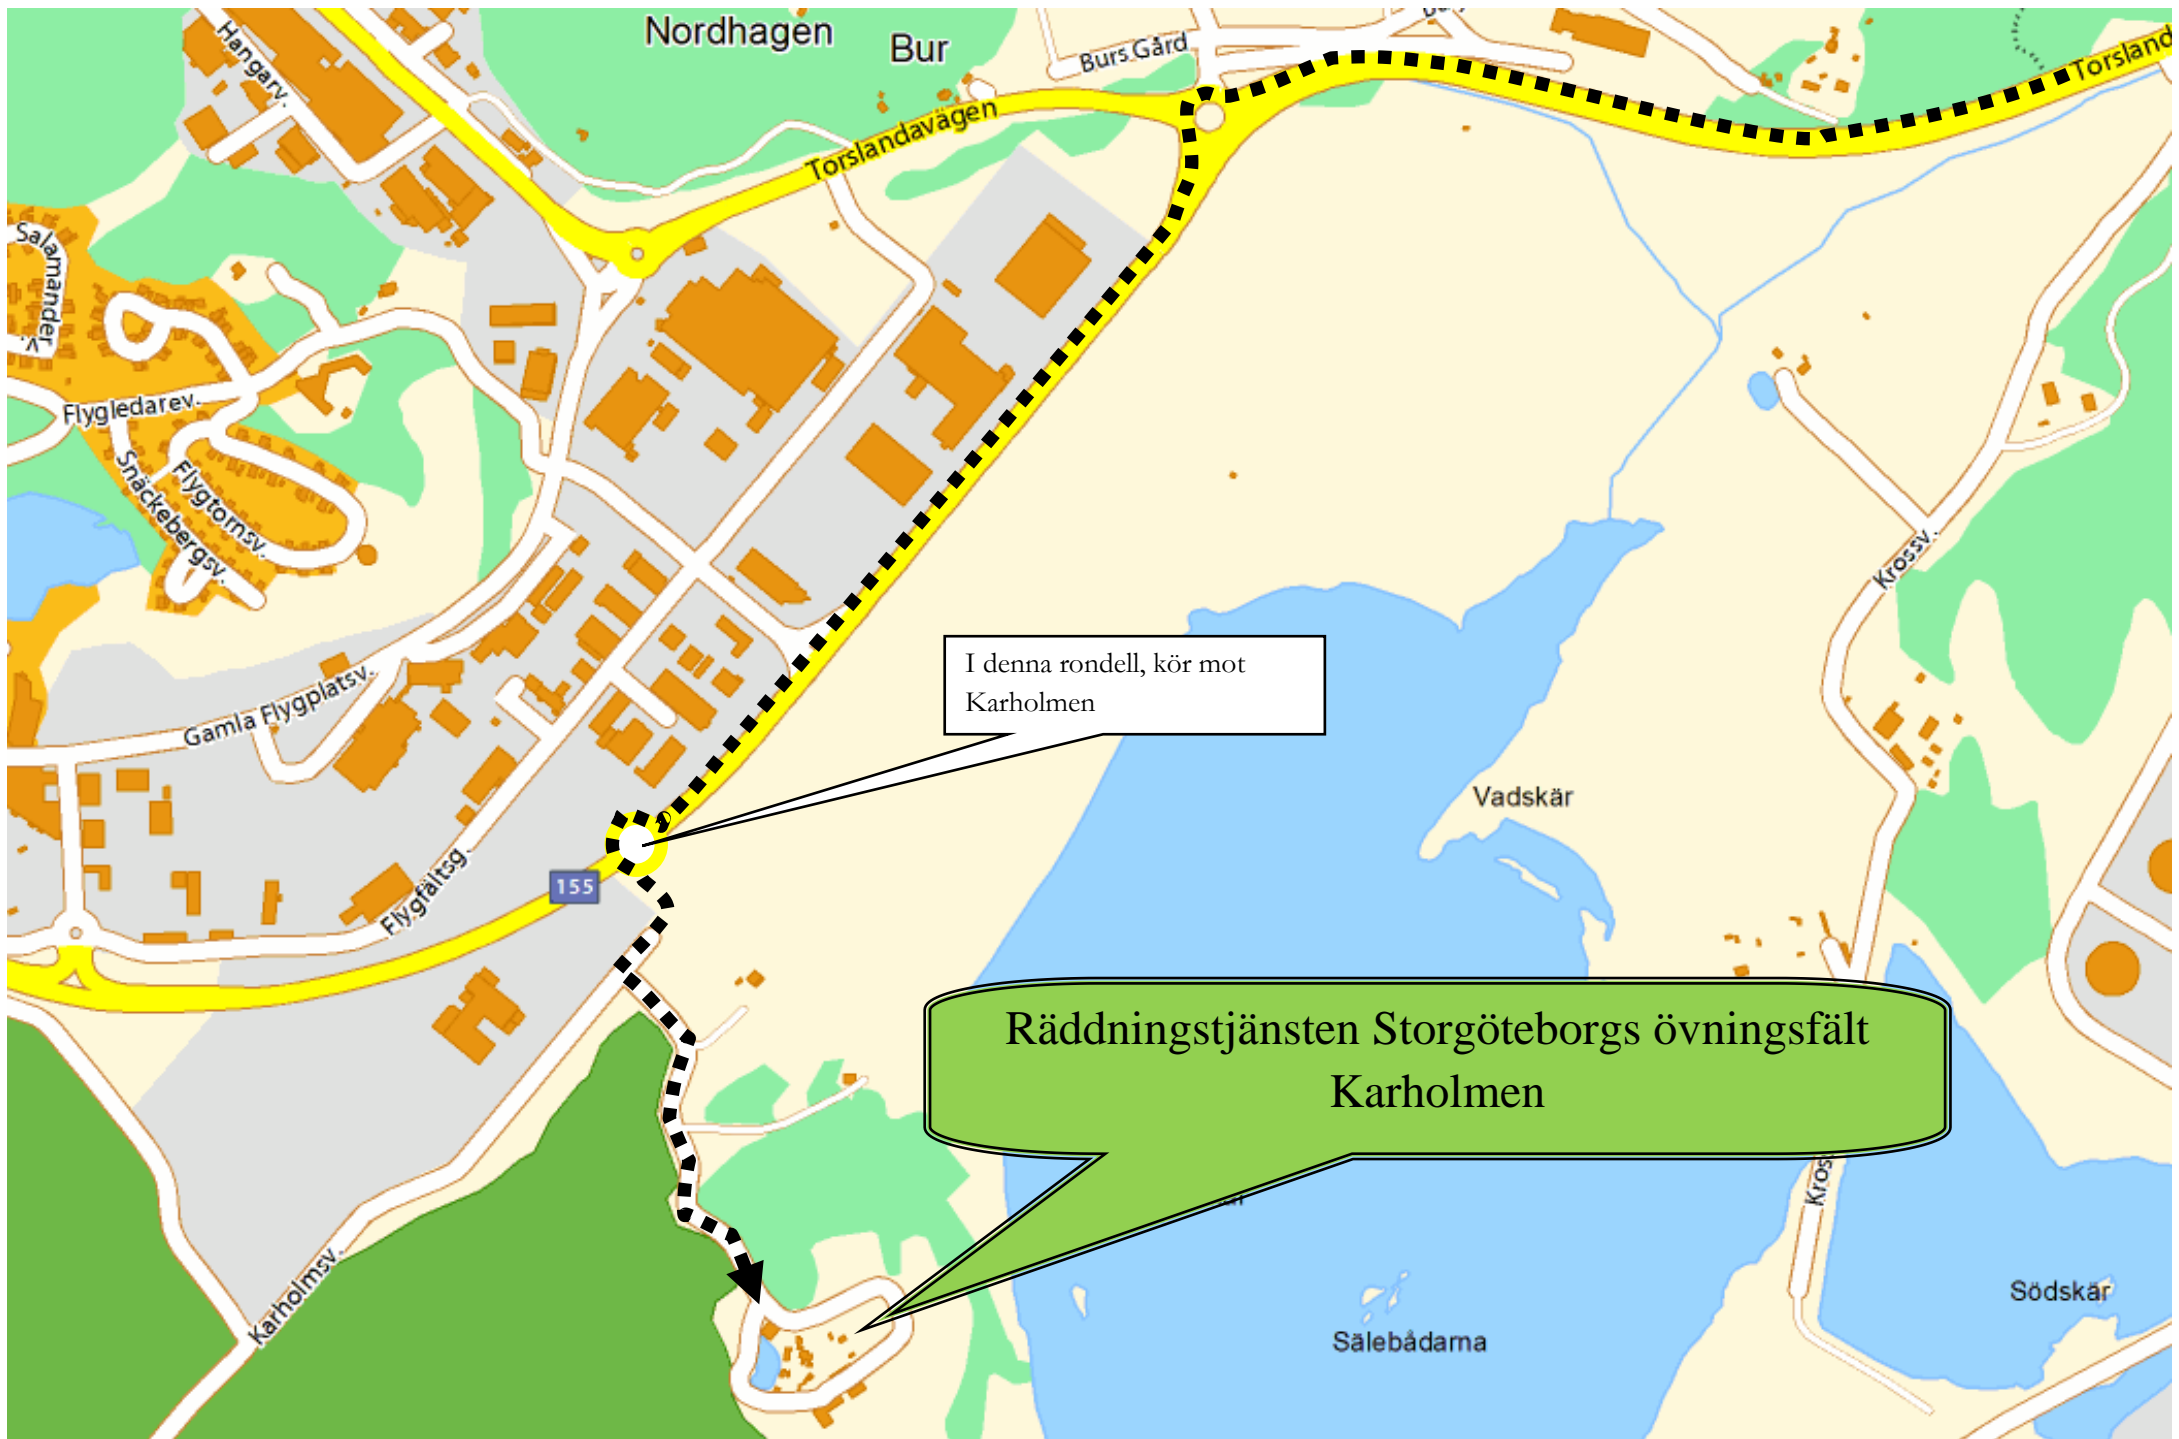 Nordhagen
Bur
Burs Gård
Hangarv.
Torslandavägen
Torsland
Salamander
v.
Flygledarev.
Snäckebergsv.
Flygtornsv.
Krossv.
I denna rondell, kör mot
Karholmen
Gamla Flygplatsv.
Vadskär
155
Flygfältsg.
Räddningstjänsten Storgöteborgs övningsfält
Karholmen
Kros
Karholmsv.
Södskär
Sälebådarna